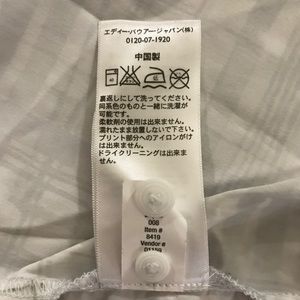 エディー・バウアー・ジャパン(株)
0120-07-1920
中国製
裏返しにして洗ってください。
同系色のものと一緒に洗濯が
可能です。
柔軟剤の使用は出来ません。
濡れたまま放置しないで下さい。
プリント部分へのアイロンがけ
は出来ません。
ドライクリーニングは出来ま
せん。
008
Item #
8419
Vendor #